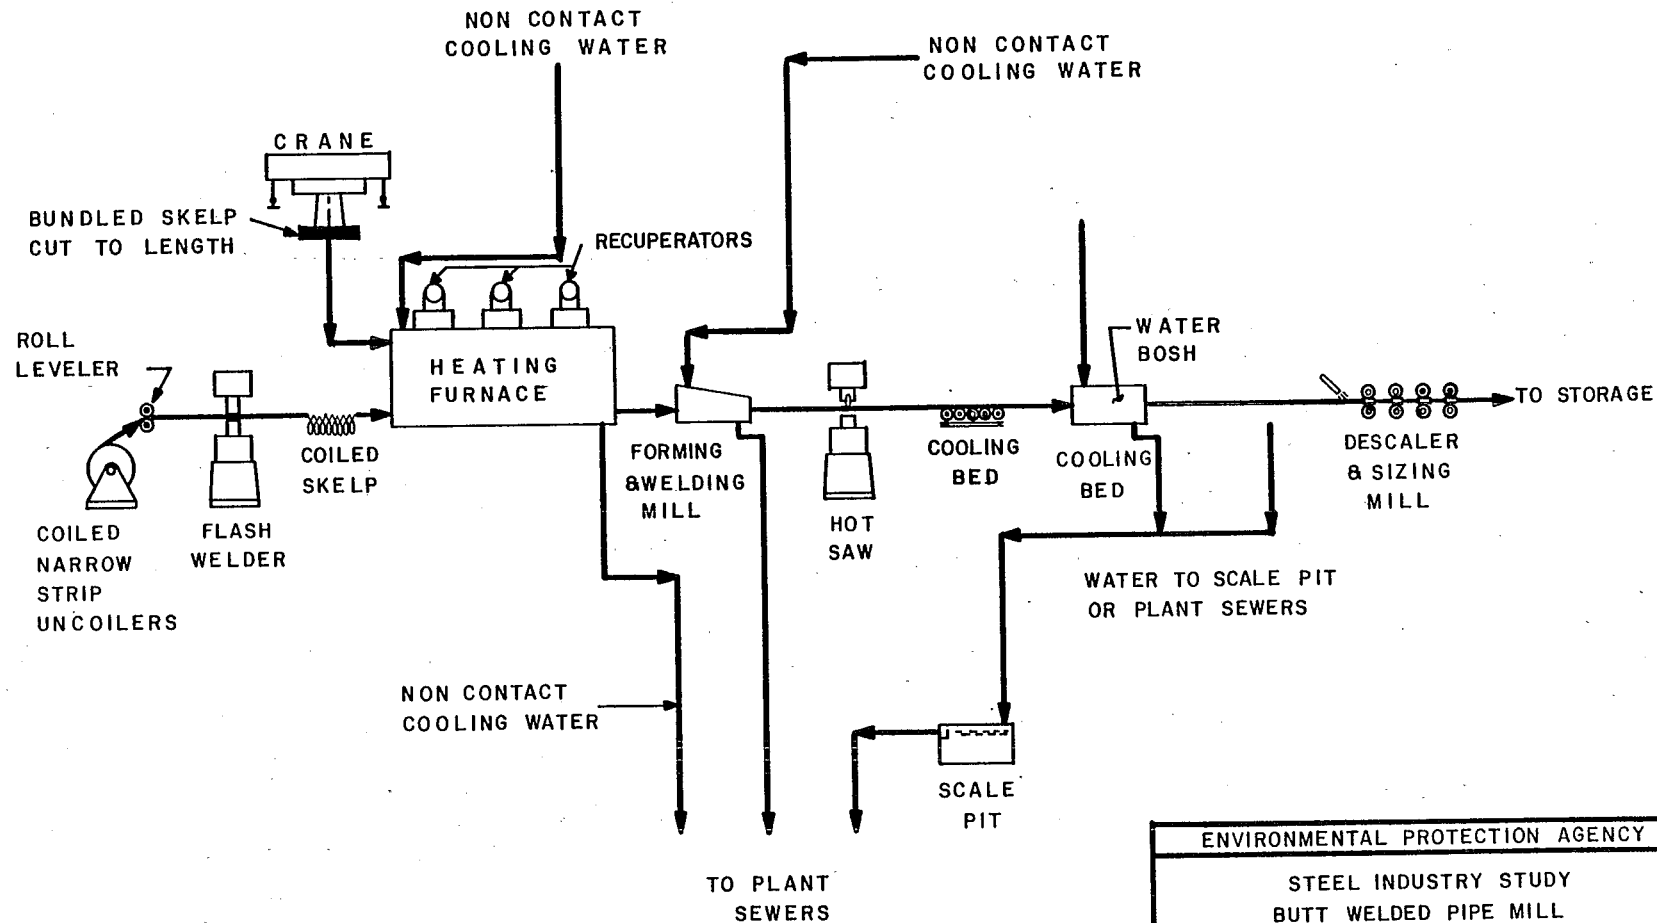 NON CONTACT
COOLING WATER
NON CONTACT
COOLING WATER
CRANE
BUNDLED SKELP
CUT TO LENGTH
RECUPERATORS
ROLL
LEVELER
HEATING
FURNACE
WATER
BOSH
TO STORAGE
COILED
SKELP
FORMING
&WELDING
MILL
COOLING
BED
COOLING
BED
DESCALER
& SIZING
MILL
COILED
NARROW
STRIP
UNCOILERS
FLASH
WELDER
HOT
SAW
WATER TO SCALE PIT
OR PLANT SEWERS
NON CONTACT
COOLING WATER
SCALE
PIT
TO PLANT
SEWERS
ENVIRONMENTAL PROTECTION AGENCY
STEEL INDUSTRY STUDY
BUTT WELDED PIPE MILL